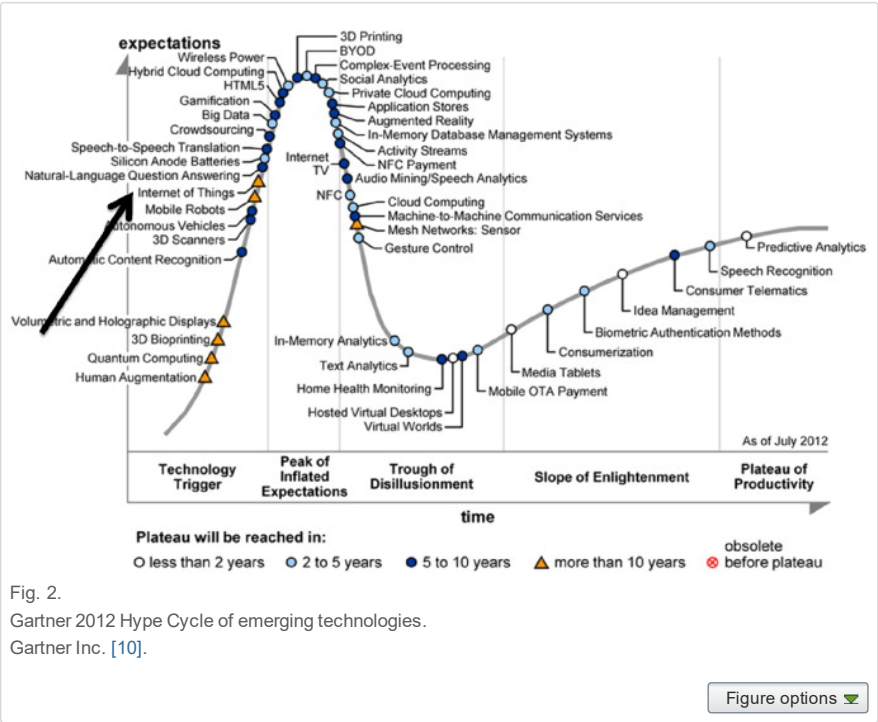 expectations
3D Printing
BYOD
Wireless Power
Complex-Event Processing
Hybrid Cloud Computing
Social Analytics
HTML5
Private Cloud Computing
Gamification
Application Stores
Big Data
Augmented Reality
Crowdsourcing
In-Memory Database Management Systems
Speech-to-Speech Translation
Activity Streams
Silicon Anode Batteries
Internet
TV
NFC Payment
Natural-Language Question Answering
Audio Mining/Speech Analytics
Internet of Things
NFC
Cloud Computing
Mobile Robots
Machine-to-Machine Communication Services
Autonomous Vehicles
Mesh Networks: Sensor
3D Scanners
Gesture Control
Automatic Content Recognition
Predictive Analytics
Speech Recognition
Consumer Telematics
Idea Management
Volumetric and Holographic Displays
Biometric Authentication Methods
3D Bioprinting
In-Memory Analytics
Consumerization
Quantum Computing
Text Analytics
Media Tablets
Human Augmentation
Home Health Monitoring
Mobile OTA Payment
Hosted Virtual Desktops
Virtual Worlds
As of July 2012
Technology
Trigger
Peak of
Inflated
Expectations
Trough of
Disillusionment
Slope of Enlightenment
Plateau of
Productivity
time
Plateau will be reached in:
less than 2 years
2 to 5 years
5 to 10 years
more than 10 years
obsolete
before plateau
Fig. 2.
Gartner 2012 Hype Cycle of emerging technologies.
Gartner Inc. [10].
Figure options